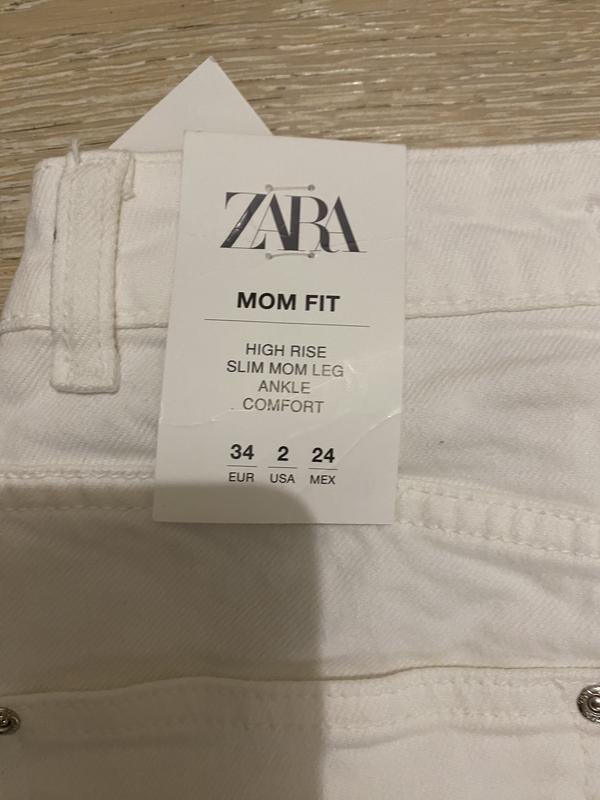 ZARA
MOM FIT
HIGH RISE
SLIM MOM LEG
ANKLE
COMFORT
34 2 24
EUR USA MEX